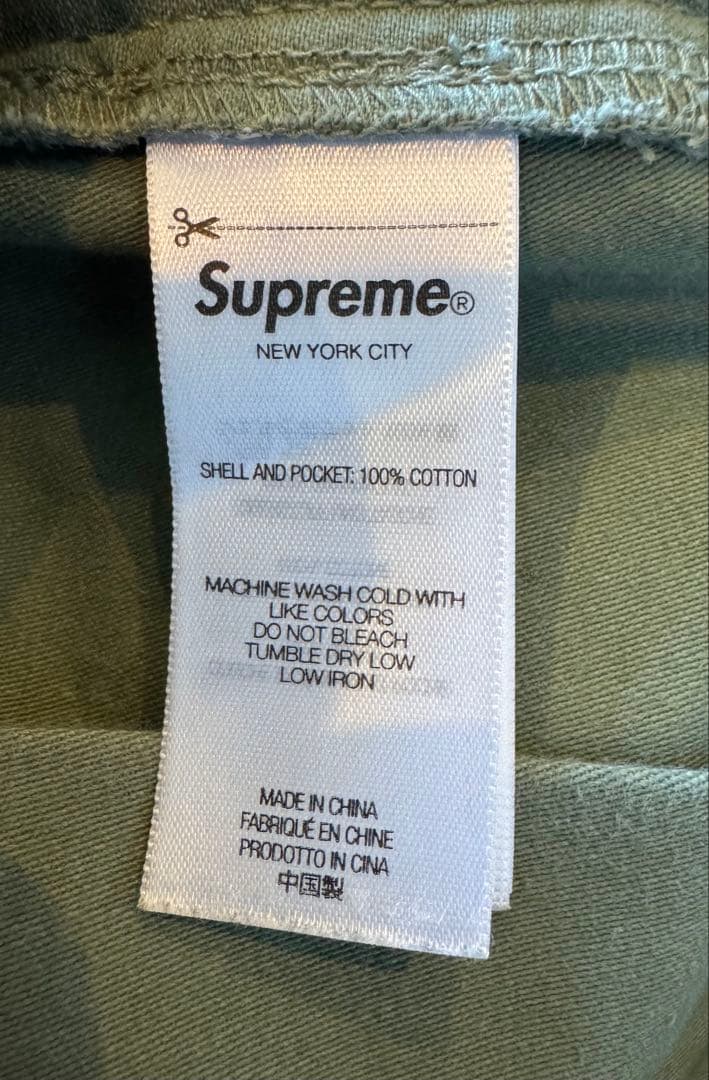 Supreme®
NEW YORK CITY
SHELL AND POCKET: 100% COTTON
MACHINE WASH COLD WITH
LIKE COLORS
DO NOT BLEACH
TUMBLE DRY LOW
LOW IRON
MADE IN CHINA
FABRIQUÉ EN CHINE
PRODOTTO IN CINA
中国製